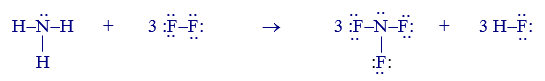 H–N̈–H + 3 :F̤̈–F̤̈: → 3 :F̤̈–N̈–F̤̈: + 3 H–F̤̈:
| |
H :F̤: